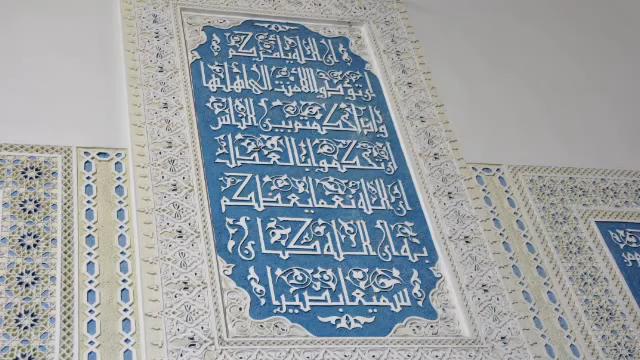 إن الله يأمركم
أن تؤدوا الأمنت إلى أهلها
وإذا حكمتم بين الناس
أن تحكموا بالعدل
إن الله نعما يعظكم
به إن الله كان
سميعا بصيرا